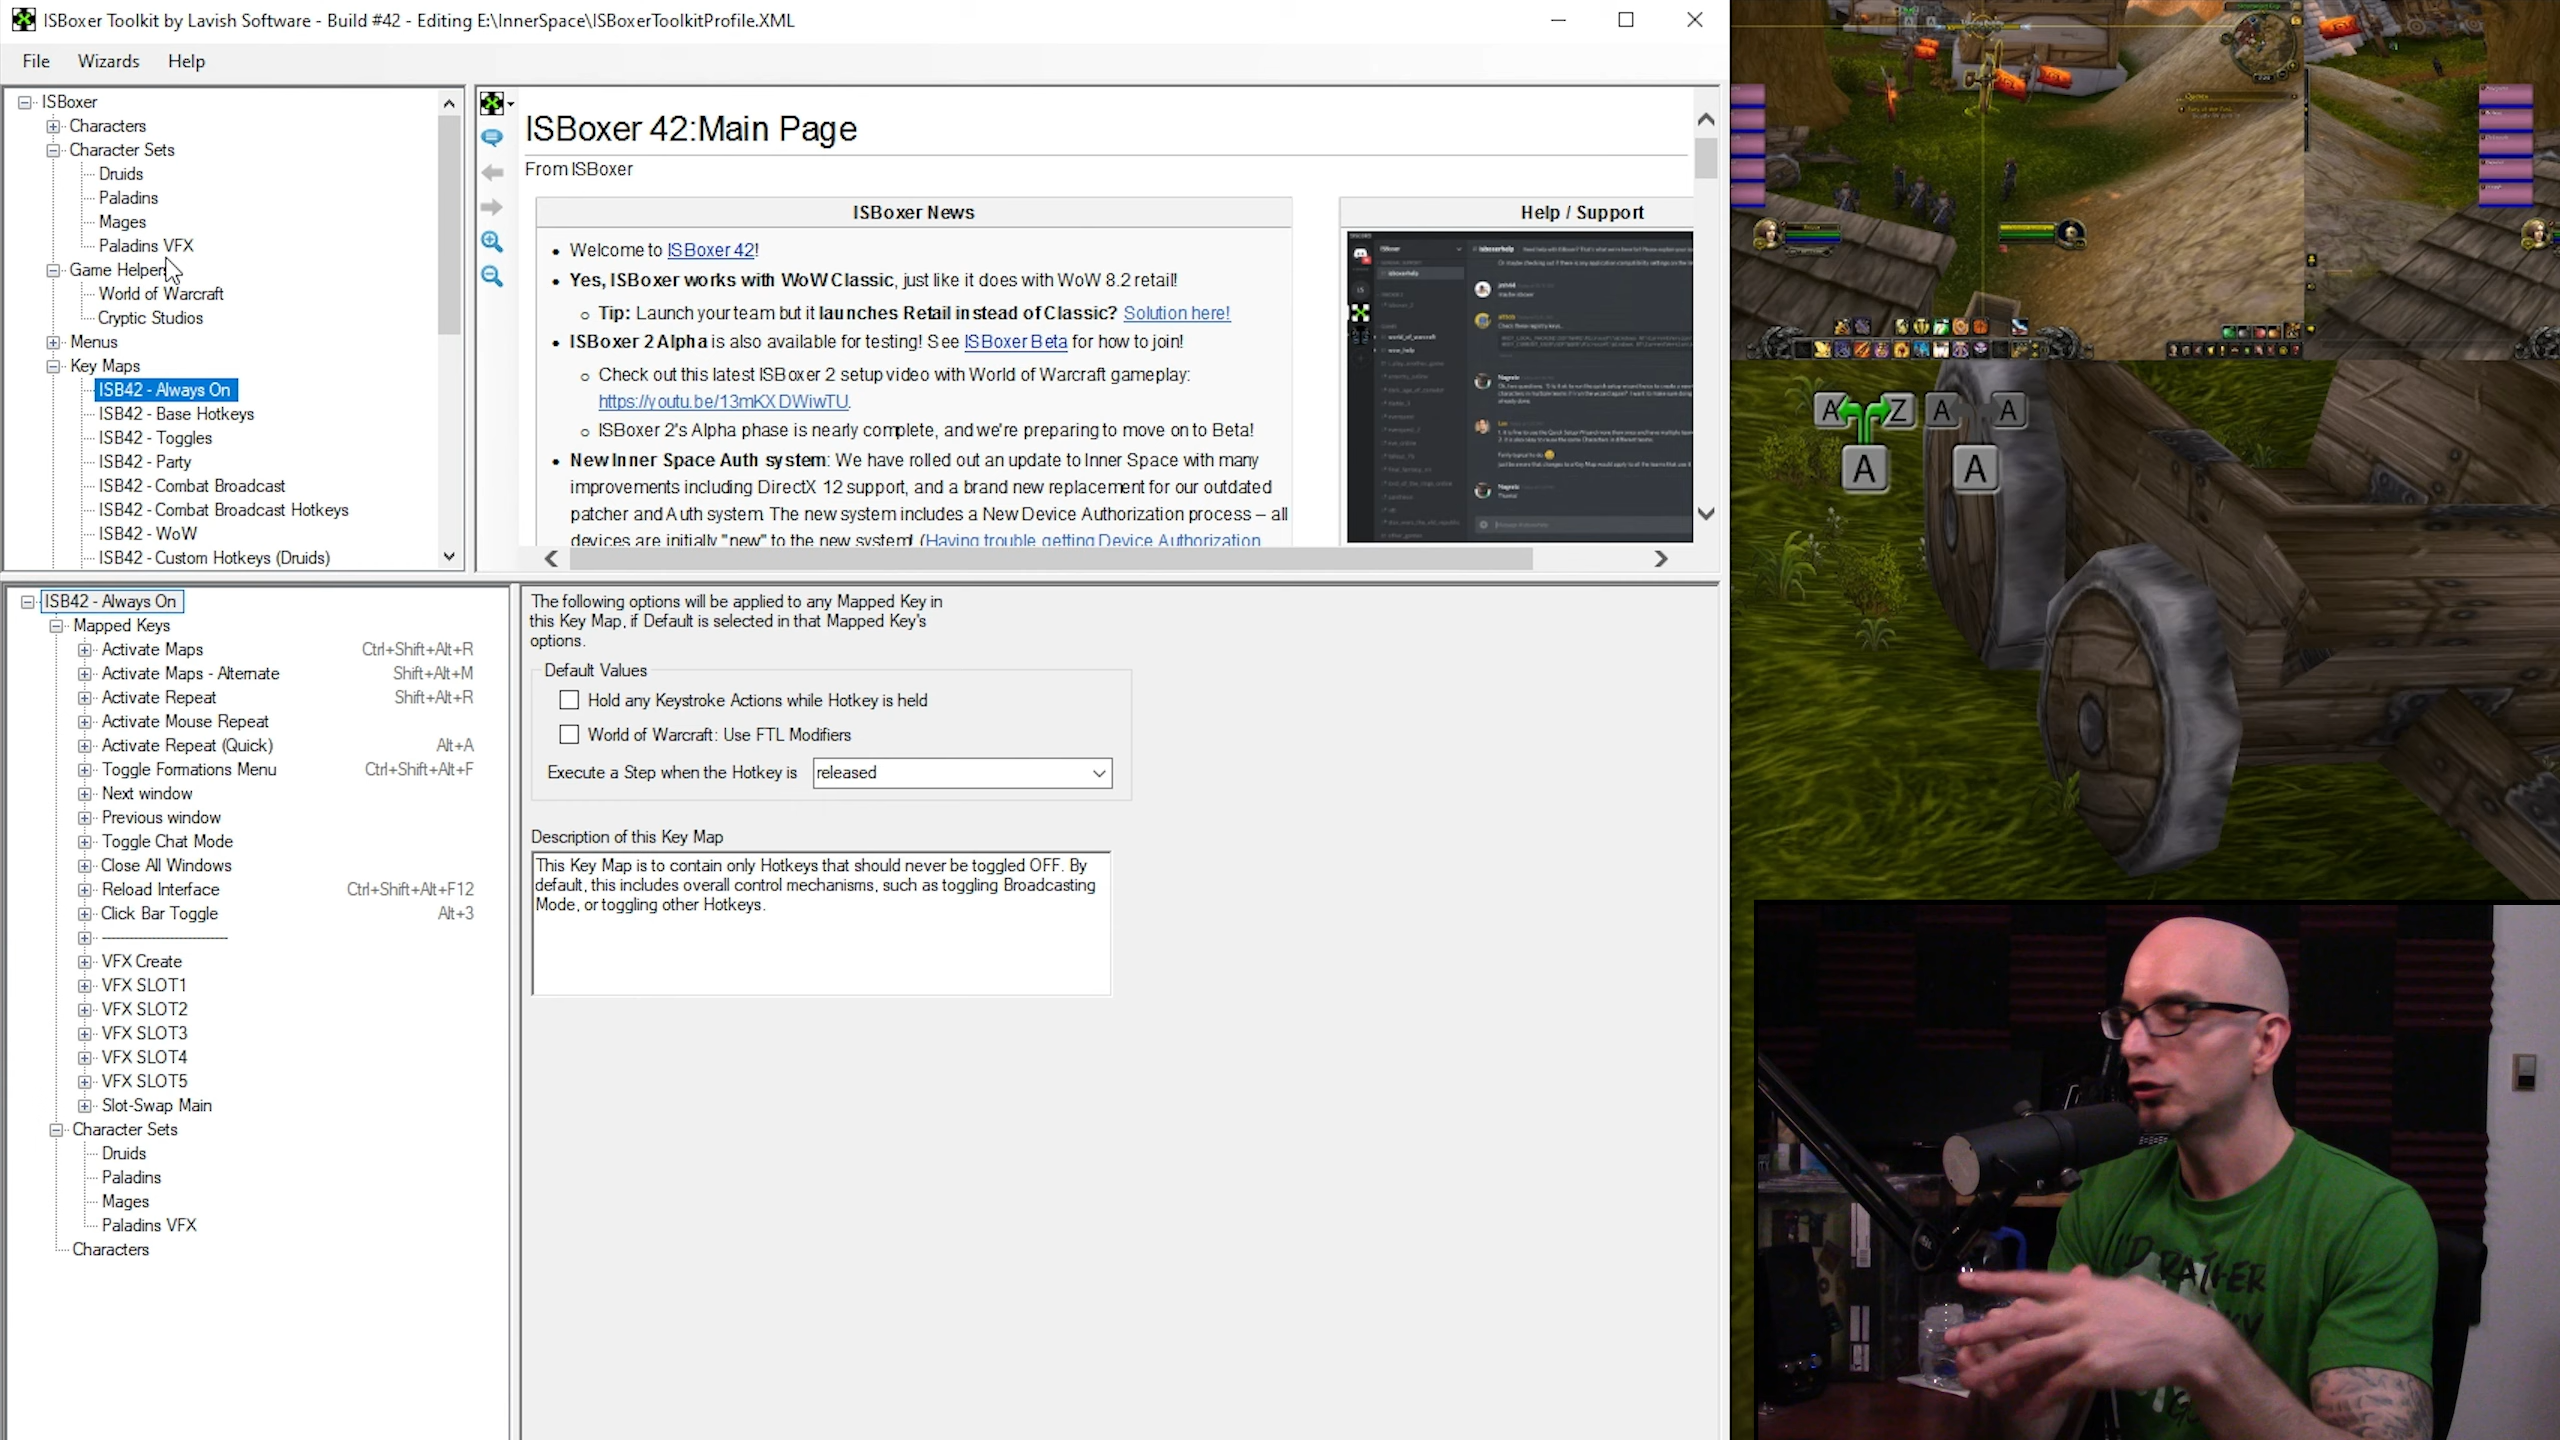 ISBoxer Toolkit by Lavish Software - Build #42 - Editing E:\InnerSpace\ISBoxerToolkitProfile.XML
File Wizards Help
ISBoxer
Characters
Character Sets
Druids
Paladins
Mages
Paladins VFX
Game Helpers
World of Warcraft
Cryptic Studios
Menus
Key Maps
ISB42 - Always On
ISB42 - Base Hotkeys
ISB42 - Toggles
ISB42 - Party
ISB42 - Combat Broadcast
ISB42 - Combat Broadcast Hotkeys
ISB42 - WoW
ISB42 - Custom Hotkeys (Druids)
ISBoxer 42:Main Page
From ISBoxer
ISBoxer News
Welcome to ISBoxer 42!
Yes, ISBoxer works with WoW Classic, just like it does with WoW 8.2 retail!
Tip: Launch your team but it launches Retail instead of Classic? Solution here!
ISBoxer 2 Alpha is also available for testing! See ISBoxer Beta for how to join!
Check out this latest ISBoxer 2 setup video with World of Warcraft gameplay:
https://youtu.be/13mKXDWiwTU.
ISBoxer 2's Alpha phase is nearly complete, and we're preparing to move on to Beta!
New Inner Space Auth system: We have rolled out an update to Inner Space with many
improvements including DirectX 12 support, and a brand new replacement for our outdated
patcher and Auth system. The new system includes a New Device Authorization process – all
devices are initially "new" to the new system! (Having trouble getting Device Authorization
Help / Support
ISB42 - Always On
Mapped Keys
Activate Maps Ctrl+Shift+Alt+R
Activate Maps - Alternate Shift+Alt+M
Activate Repeat Shift+Alt+R
Activate Mouse Repeat
Activate Repeat (Quick) Alt+A
Toggle Formations Menu Ctrl+Shift+Alt+F
Next window
Previous window
Toggle Chat Mode
Close All Windows
Reload Interface Ctrl+Shift+Alt+F12
Click Bar Toggle Alt+3
----------------------------
VFX Create
VFX SLOT1
VFX SLOT2
VFX SLOT3
VFX SLOT4
VFX SLOT5
Slot-Swap Main
Character Sets
Druids
Paladins
Mages
Paladins VFX
Characters
The following options will be applied to any Mapped Key in
this Key Map, if Default is selected in that Mapped Key's
options.
Default Values
Hold any Keystroke Actions while Hotkey is held
World of Warcraft: Use FTL Modifiers
Execute a Step when the Hotkey is released
Description of this Key Map
This Key Map is to contain only Hotkeys that should never be toggled OFF. By
default, this includes overall control mechanisms, such as toggling Broadcasting
Mode, or toggling other Hotkeys.
A Z A A
A A
I'D RATHER